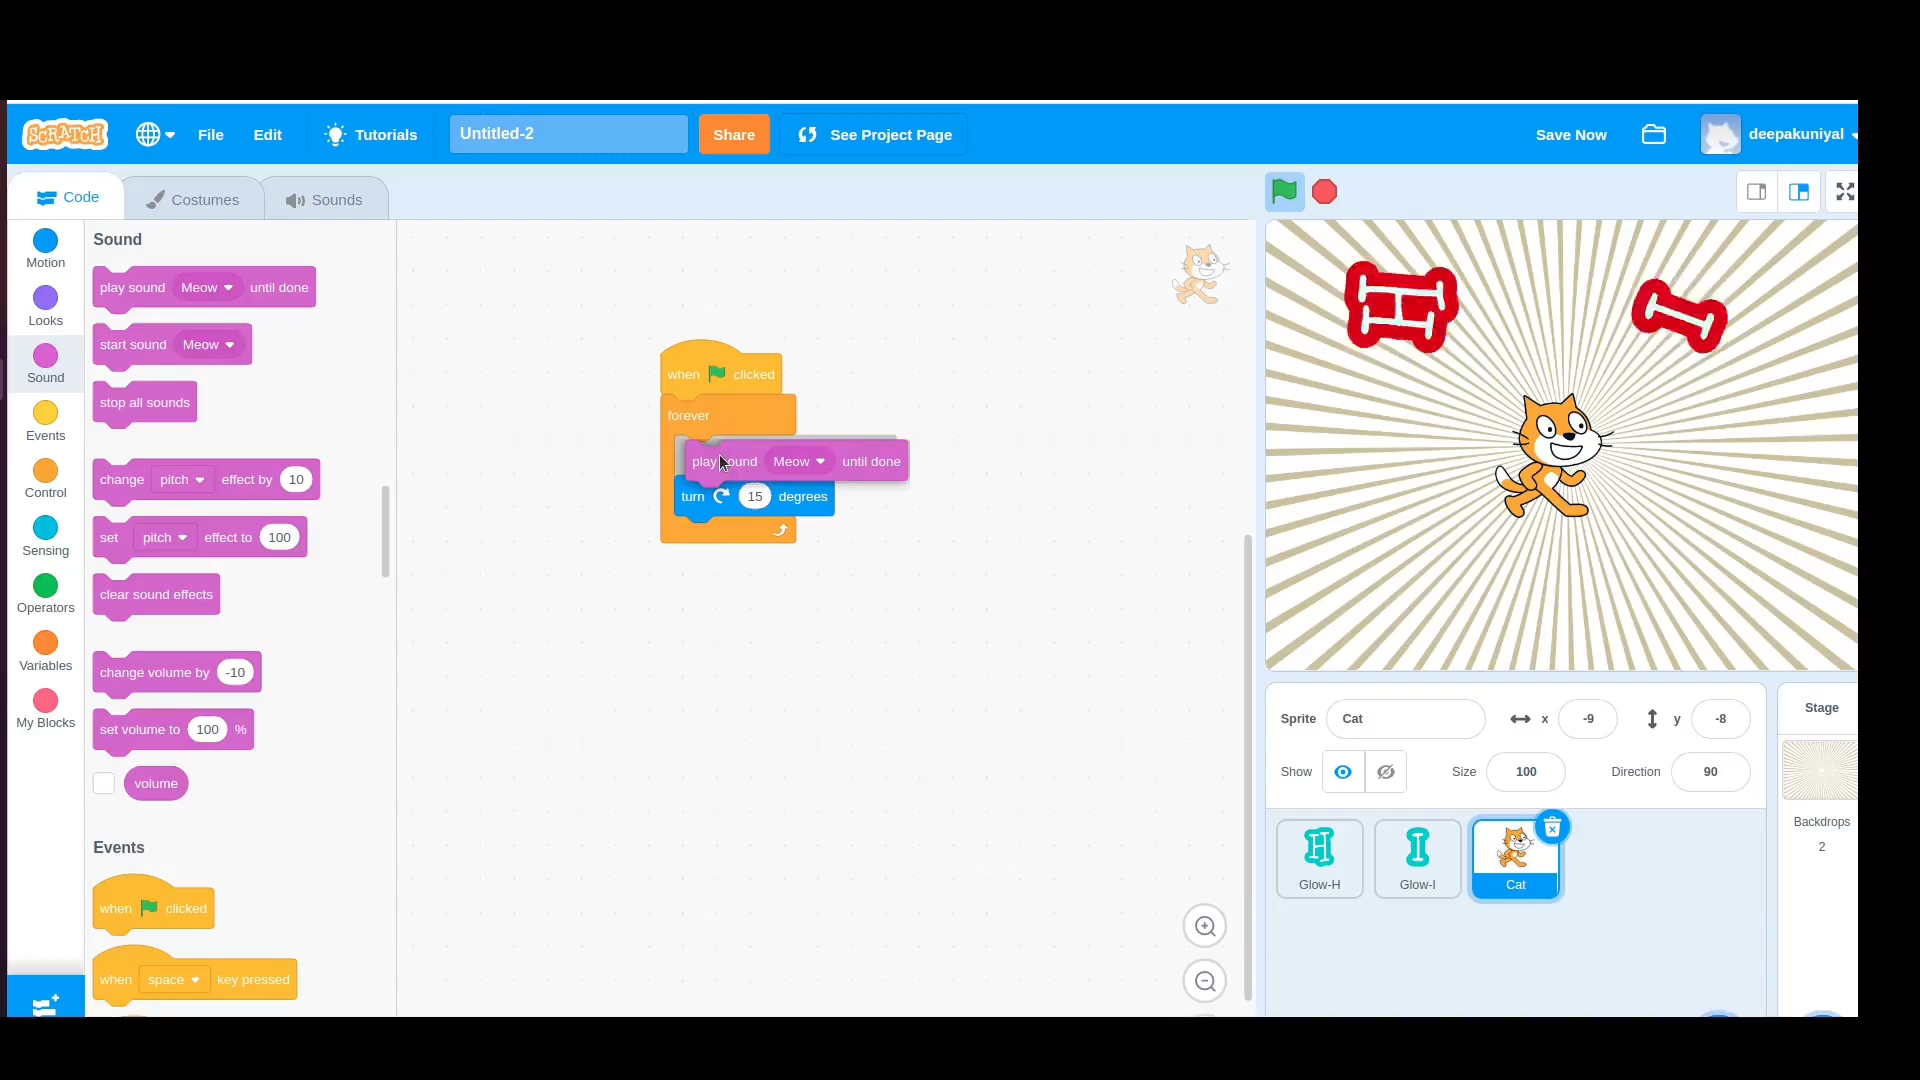 SCRATCH File Edit Tutorials Untitled-2 Share See Project Page Save Now deepakuniyal
Code Costumes Sounds
Motion
Looks
Sound
Events
Control
Sensing
Operators
Variables
My Blocks
Sound
play sound Meow until done
start sound Meow
stop all sounds
change pitch effect by 10
set pitch effect to 100
clear sound effects
change volume by -10
set volume to 100 %
volume
Events
when clicked
when space key pressed
when clicked
forever
play sound Meow until done
turn 15 degrees
H I
Sprite Cat x -9 y -8
Show Size 100 Direction 90
Glow-H Glow-I Cat
Stage
Backdrops
2